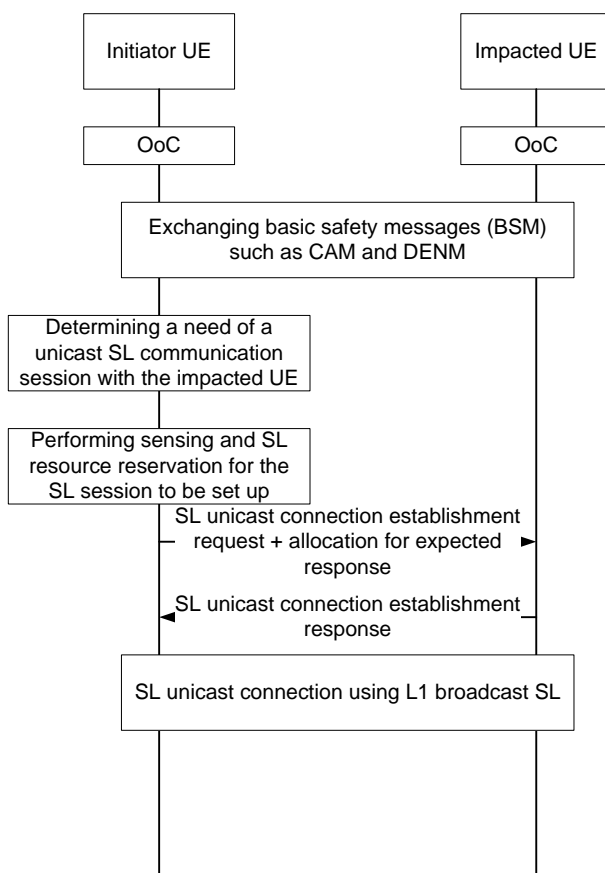 Initiator UE
Impacted UE
OoC
OoC
Exchanging basic safety messages (BSM)
such as CAM and DENM
Determining a need of a
unicast SL communication
session with the impacted UE
Performing sensing and SL
resource reservation for the
SL session to be set up
SL unicast connection establishment
request + allocation for expected
response
SL unicast connection establishment
response
SL unicast connection using L1 broadcast SL